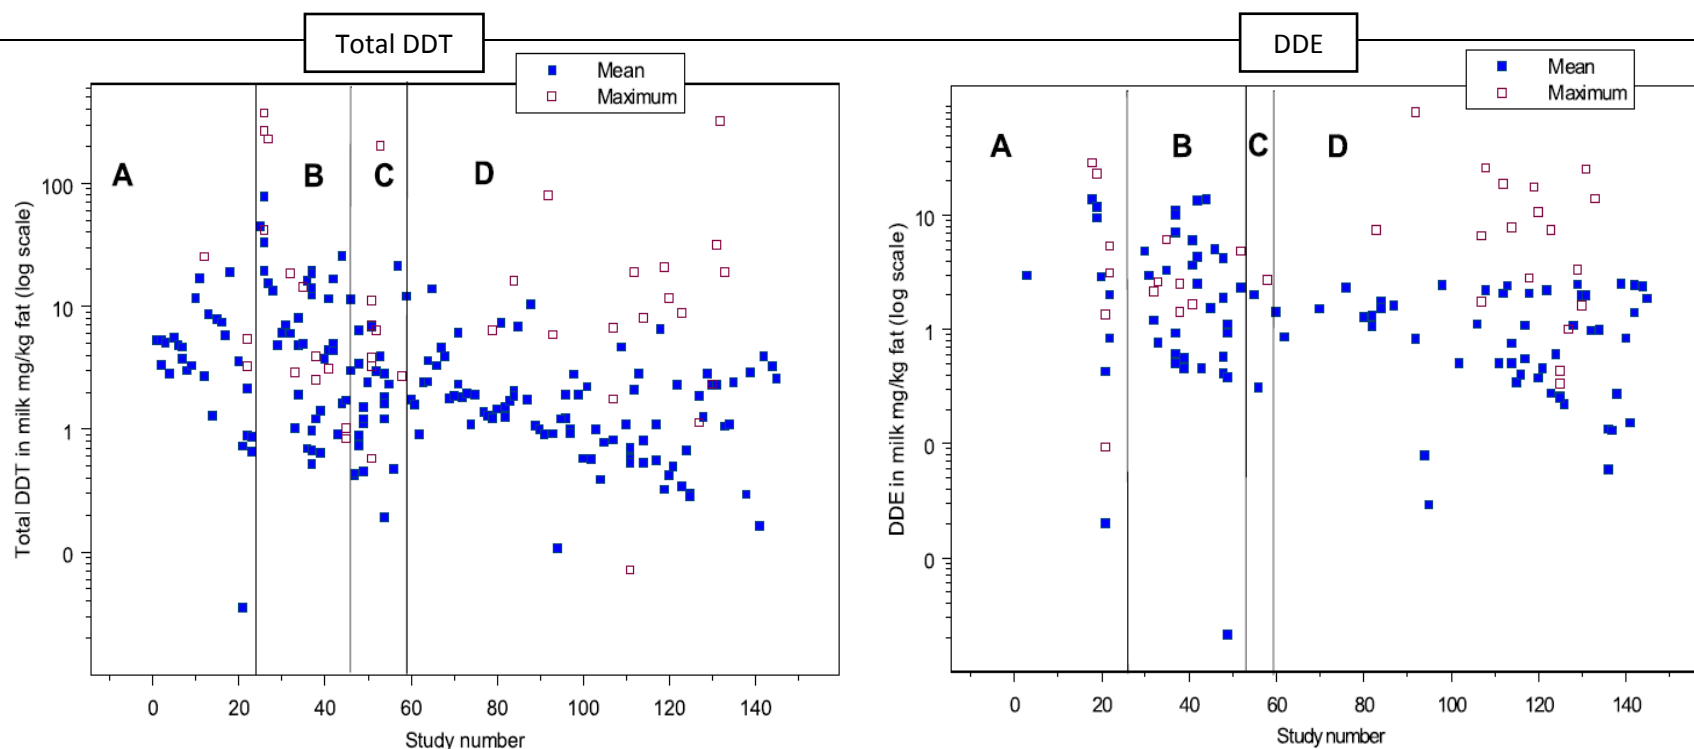 Total DDT
DDE
Mean
Maximum
Mean
Maximum
A
B
C
D
A
B
C
D
100
10
1
0
10
1
0
0
Total DDT in milk mg/kg fat (log scale)
DDE in milk mg/kg fat (log scale)
0 20 40 60 80 100 120 140
0 20 40 60 80 100 120 140
Study number
Study number